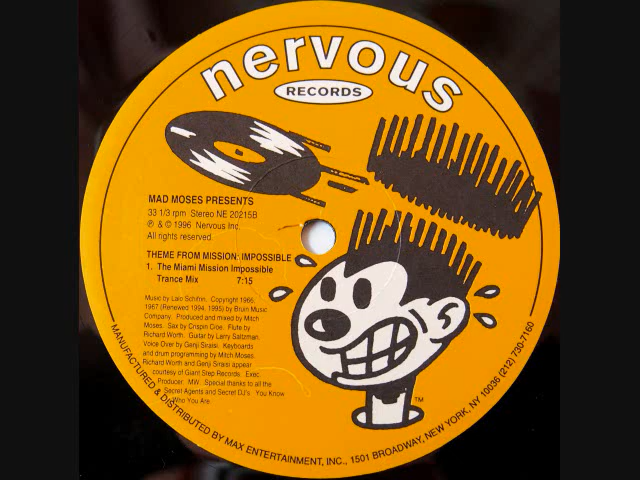 nervous
RECORDS
MAD MOSES PRESENTS
33 1/3 rpm Stereo NE 20215B
℗ & © 1996 Nervous Inc.
All rights reserved.
THEME FROM MISSION: IMPOSSIBLE
1. The Miami Mission Impossible
Trance Mix 7:15
Music by Lalo Schifrin. Copyright 1966,
1967 (Renewed 1994, 1995) by Bruin Music
Company. Produced and mixed by Mitch
Moses. Sax by Crispin Cioe. Flute by
Richard Worth. Guitar by Larry Saltzman.
Voice Over by Genji Siraisi. Keyboards
and drum programming by Mitch Moses.
Richard Worth and Genji Siraisi appear
courtesy of Giant Step Records. Exec.
Producer: MW. Special thanks to all the
Secret Agents and Secret DJ's. You Know
Who You Are.
TM
MANUFACTURED & DISTRIBUTED BY MAX ENTERTAINMENT, INC., 1501 BROADWAY, NEW YORK, NY 10036 (212) 730-7160